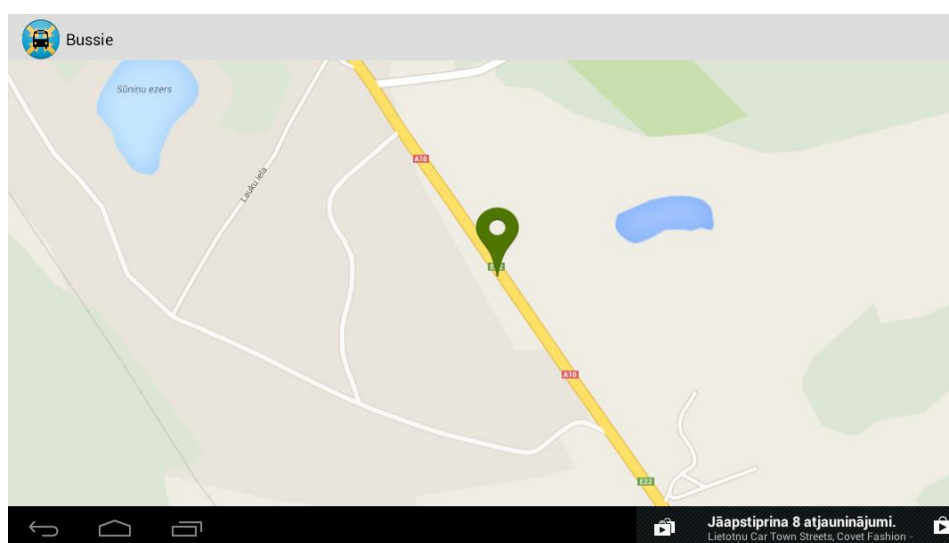 Bussie
Sūniņu ezers
A10
Lauku iela
A10
E22
Jāapstiprina 8 atjauninājumi.
Lietotņu Car Town Streets, Covet Fashion -